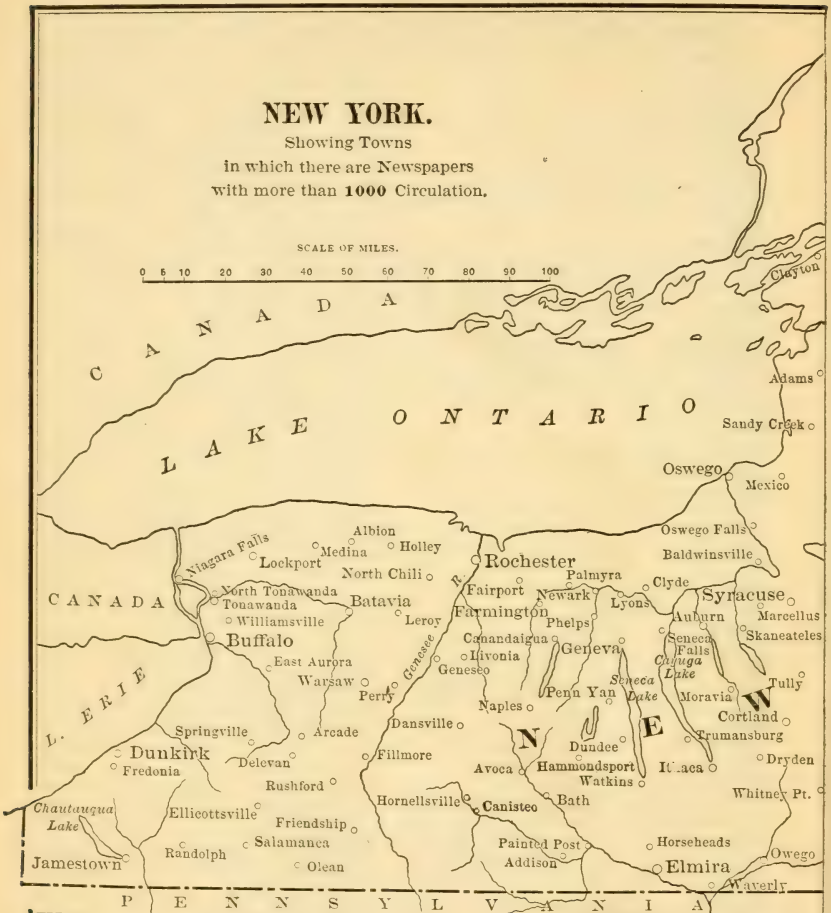 NEW YORK.
Showing Towns
in which there are Newspapers
with more than 1000 Circulation.
SCALE OF MILES.
0 5 10 20 30 40 50 60 70 80 90 100
CANADA
Clayton
Adams
LAKE ONTARIO
Sandy Creek
Oswego
Mexico
Oswego Falls
Baldwinsville
Niagara Falls
Lockport
Medina
Albion
Holley
North Chili
Rochester
Fairport
Palmyra
Newark
Clyde
Lyons
Syracuse
CANADA
North Tonawanda
Tonawanda
Williamsville
Batavia
Leroy
Farmington
Phelps
Auburn
Marcellus
Skaneateles
Buffalo
Genesee R.
Canandaigua
Geneva
Seneca
Falls
East Aurora
Livonia
Geneseo
Cayuga
Lake
Warsaw
Perry
Seneca
Lake
Penn Yan
Moravia
Tully
L. ERIE
Naples
NEW
Cortland
Springville
Arcade
Dansville
Trumansburg
Dunkirk
Delevan
Fillmore
Dundee
Fredonia
Avoca
Hammondsport
Ithaca
Dryden
Rushford
Watkins
Whitney Pt.
Chautauqua
Lake
Ellicottsville
Hornellsville
Canisteo
Bath
Friendship
Randolph
Salamanca
Painted Post
Horseheads
Jamestown
Olean
Addison
Elmira
Owego
Waverly
PENNSYLVANIA